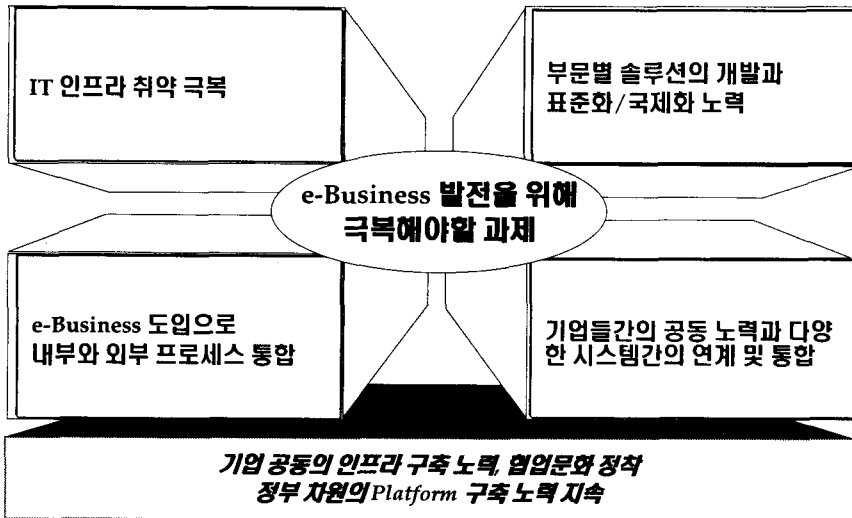 IT 인프라 취약 극복
부문별 솔루션의 개발과
표준화/국제화 노력
e-Business 발전을 위해
극복해야할 과제
e-Business 도입으로
내부와 외부 프로세스 통합
기업들간의 공동 노력과 다양
한 시스템간의 연계 및 통합
기업 공동의 인프라 구축 노력, 협업문화 정착
정부 차원의 Platform 구축 노력 지속